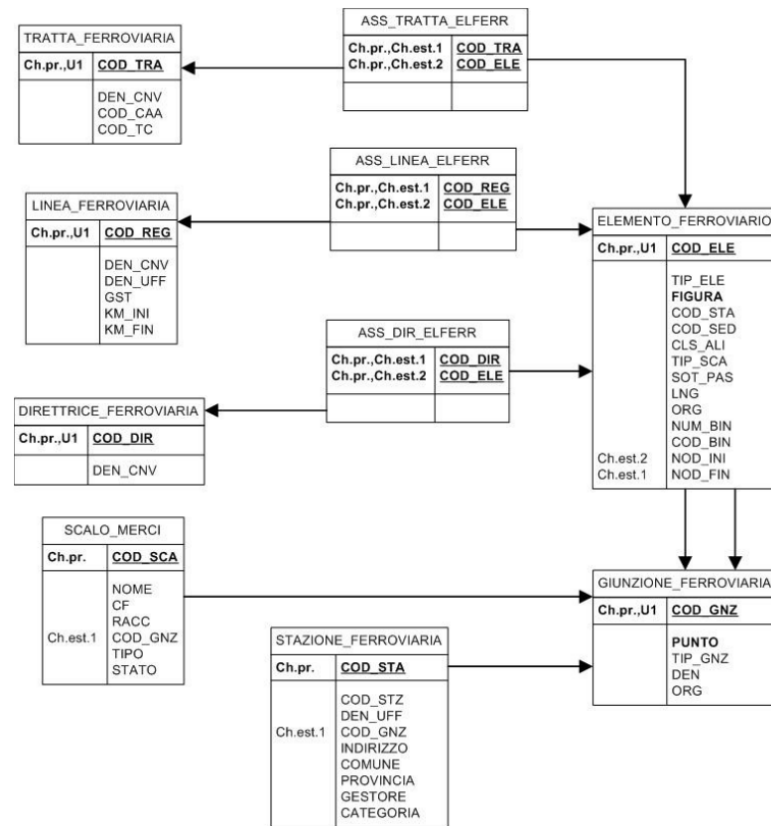 TRATTA_FERROVIARIA
Ch.pr.,U1 COD_TRA
DEN_CNV
COD_CAA
COD_TC
ASS_TRATTA_ELFERR
Ch.pr.,Ch.est.1 COD_TRA
Ch.pr.,Ch.est.2 COD_ELE
LINEA_FERROVIARIA
Ch.pr.,U1 COD_REG
DEN_CNV
DEN_UFF
GST
KM_INI
KM_FIN
ASS_LINEA_ELFERR
Ch.pr.,Ch.est.1 COD_REG
Ch.pr.,Ch.est.2 COD_ELE
ELEMENTO_FERROVIARIO
Ch.pr.,U1 COD_ELE
TIP_ELE
FIGURA
COD_STA
COD_SED
CLS_ALI
TIP_SCA
SOT_PAS
LNG
ORG
NUM_BIN
COD_BIN
Ch.est.2 NOD_INI
Ch.est.1 NOD_FIN
ASS_DIR_ELFERR
Ch.pr.,Ch.est.1 COD_DIR
Ch.pr.,Ch.est.2 COD_ELE
DIRETTRICE_FERROVIARIA
Ch.pr.,U1 COD_DIR
DEN_CNV
SCALO_MERCI
Ch.pr. COD_SCA
NOME
CF
RACC
Ch.est.1 COD_GNZ
TIPO
STATO
GIUNZIONE_FERROVIARIA
Ch.pr.,U1 COD_GNZ
PUNTO
TIP_GNZ
DEN
ORG
STAZIONE_FERROVIARIA
Ch.pr. COD_STA
COD_STZ
DEN_UFF
Ch.est.1 COD_GNZ
INDIRIZZO
COMUNE
PROVINCIA
GESTORE
CATEGORIA